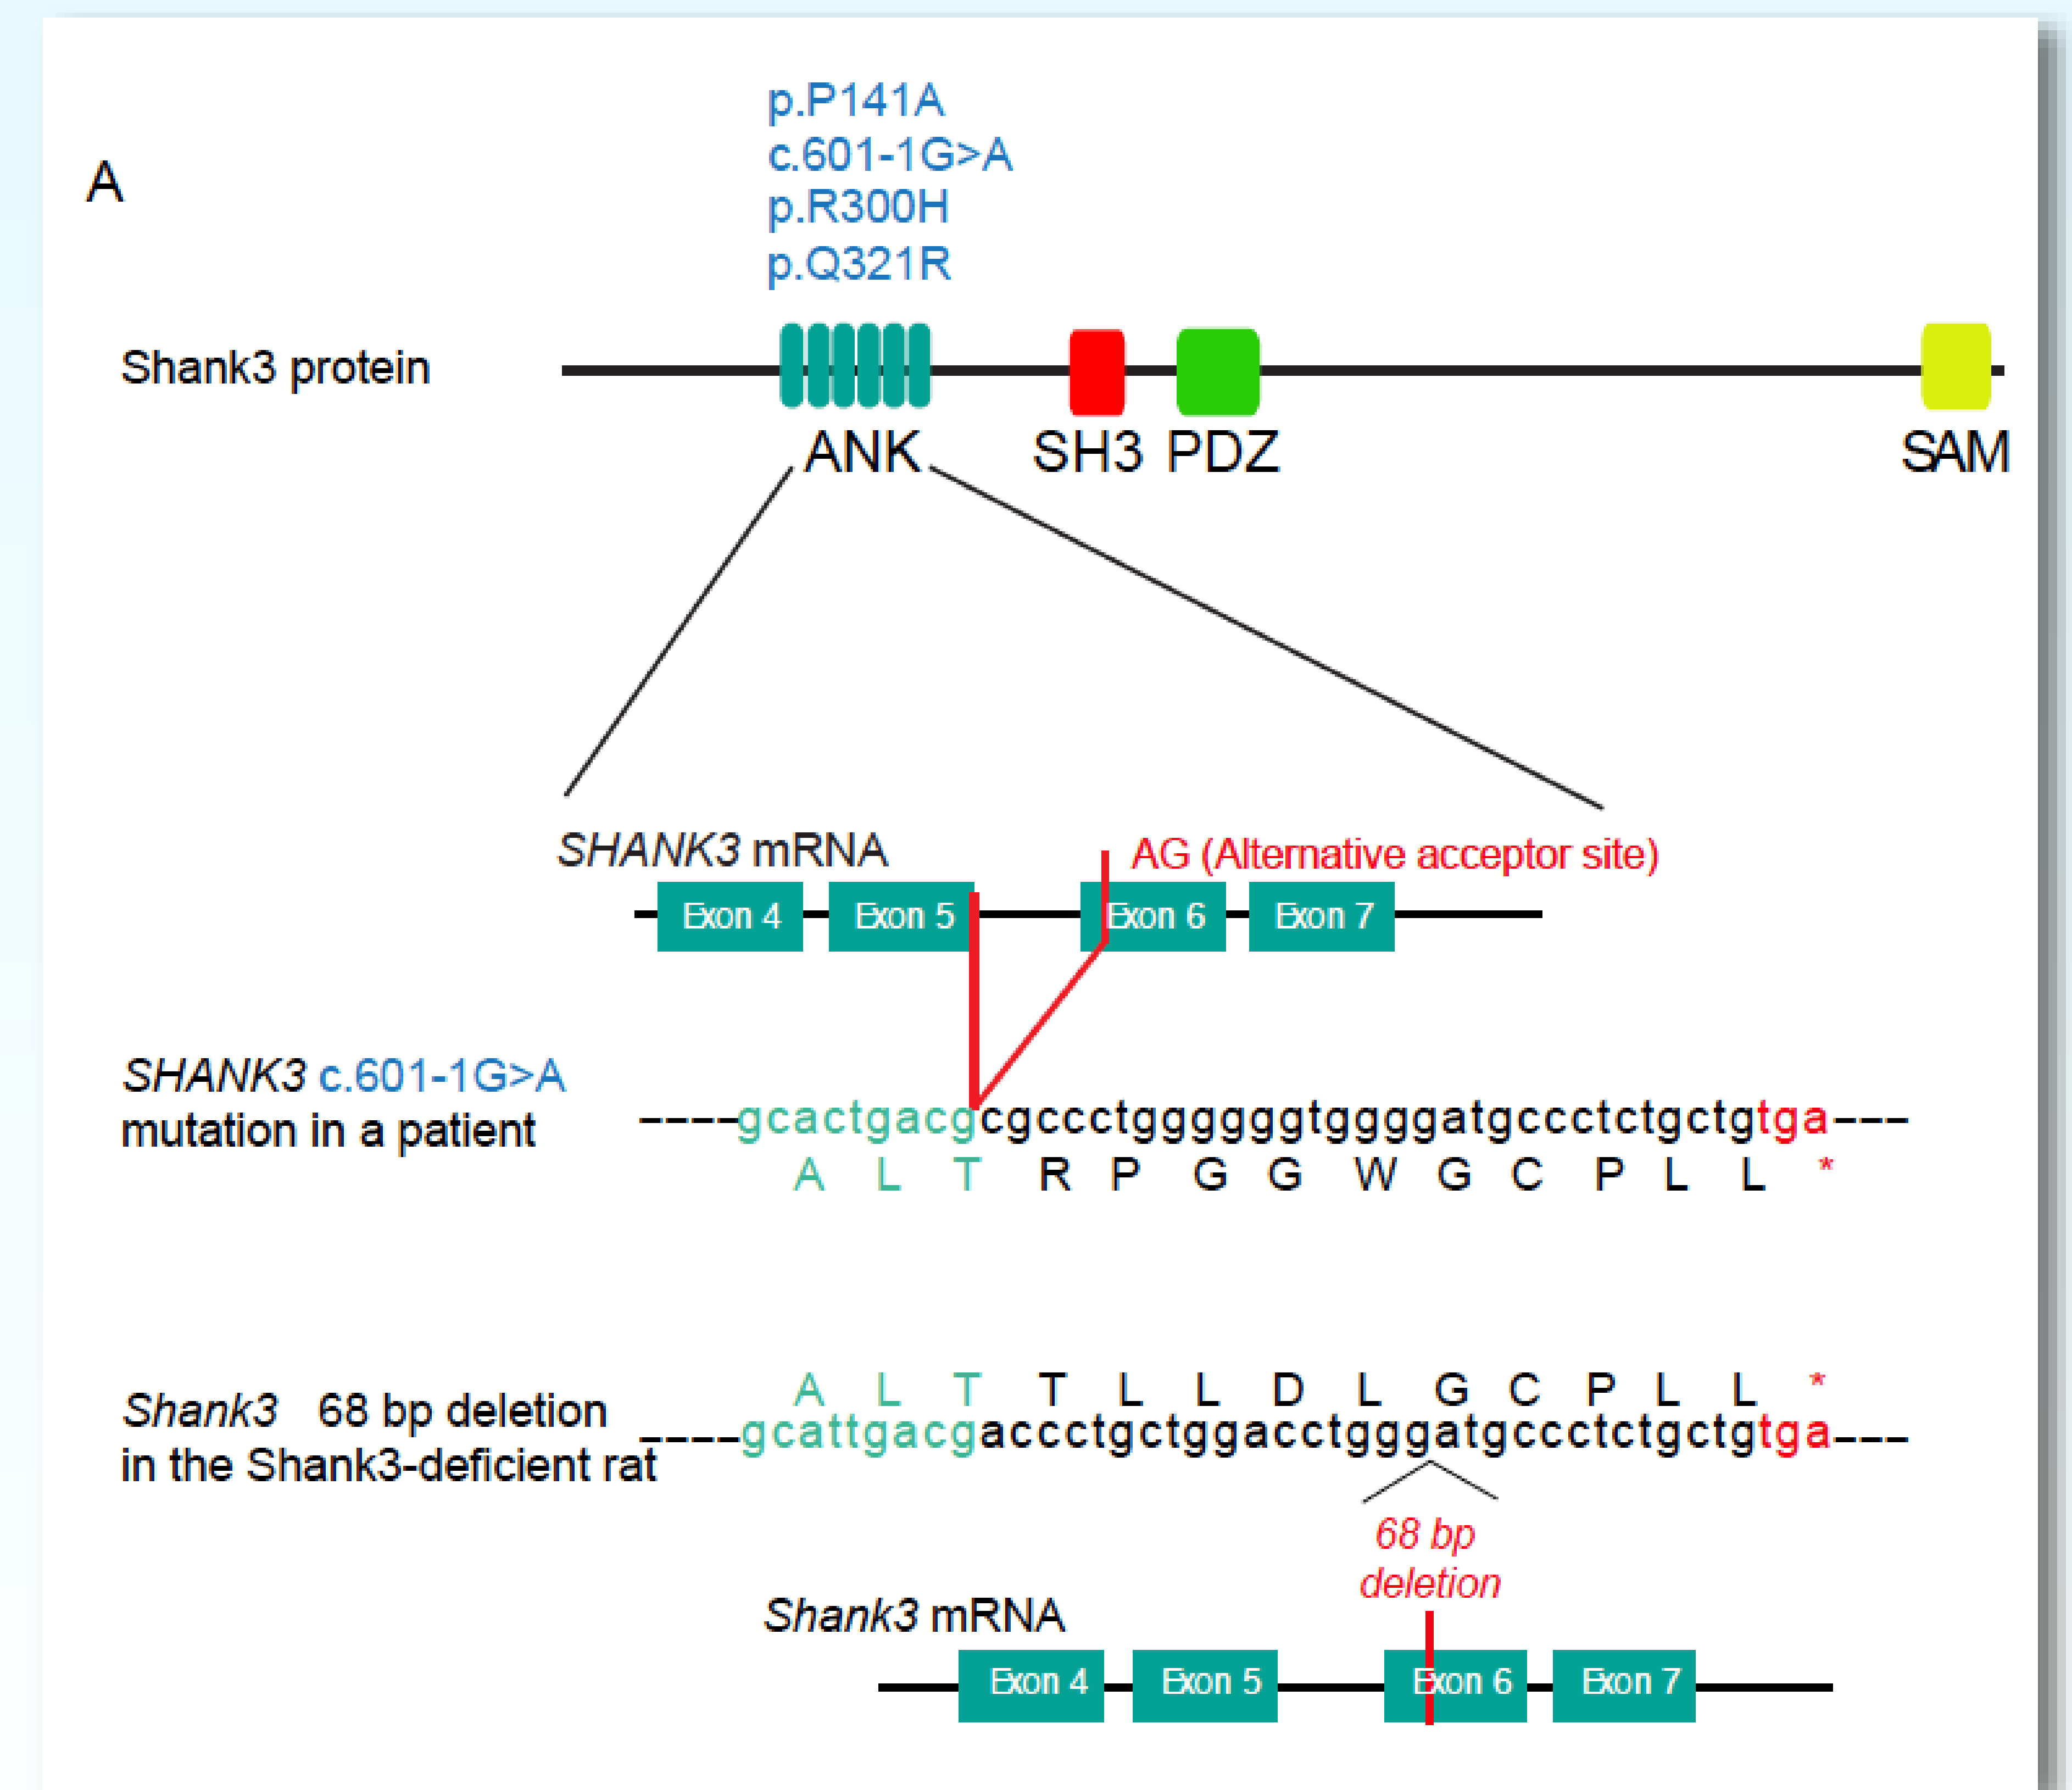 p.P141A
c.601-1G>A
A
p.R300H
p.Q321R
Shank3 protein
ANK
SH3
PDZ
SAM
SHANK3 mRNA
AG (Alternative acceptor site)
Exon 4
Exon 5
Exon 6
Exon 7
SHANK3 c.601-1G>A
mutation in a patient
----gcactgacgcgccctggggggtggggatgccctctgctgtga---
A L T R P G G W G C P L L *
A L T T L L D L G C P L L *
Shank3 68 bp deletion
in the Shank3-deficient rat
----gcattgacgaccctgctggacctgggatgccctctgctgtga---
68 bp
deletion
Shank3 mRNA
Exon 4
Exon 5
Exon 6
Exon 7